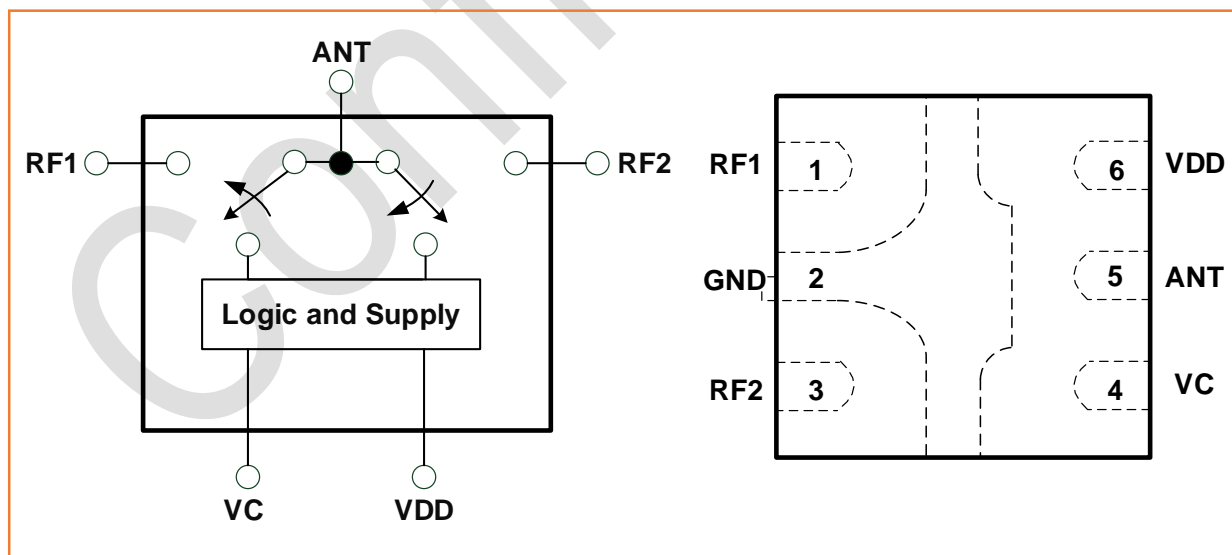 ANT
RF1
RF2
Logic and Supply
VC
VDD
RF1
1
6
VDD
GND
2
5
ANT
RF2
3
4
VC